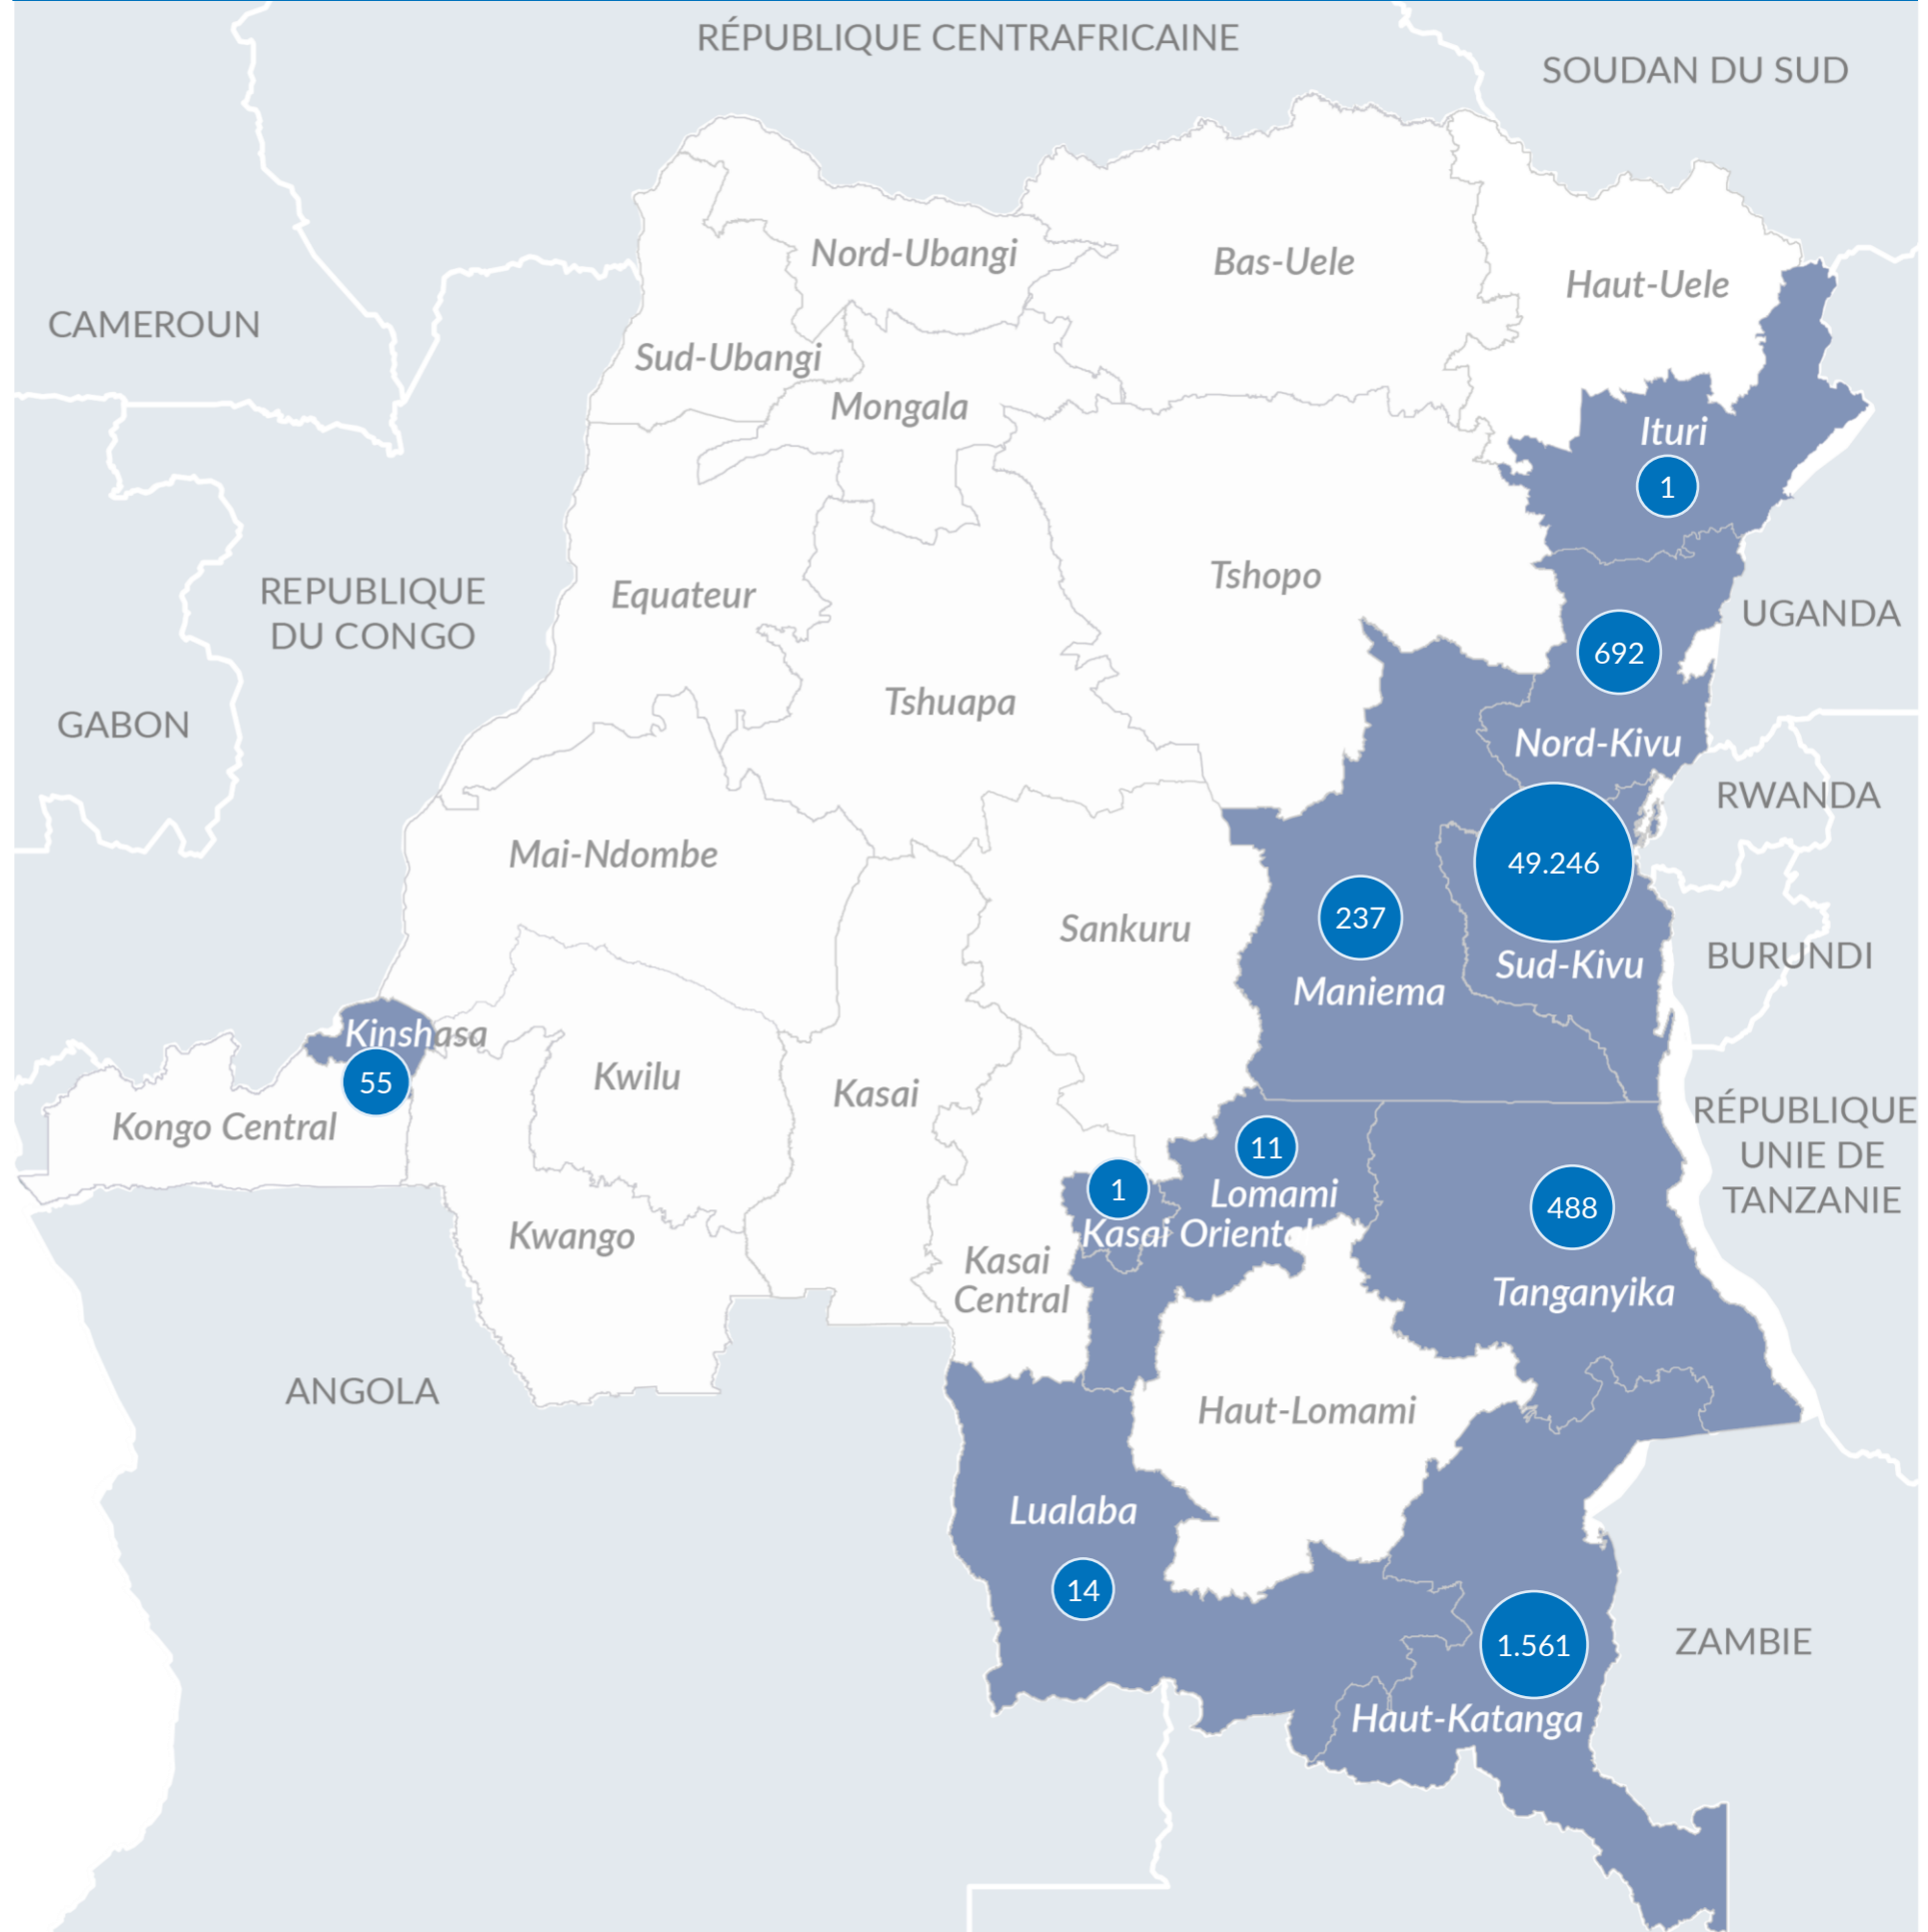 RÉPUBLIQUE CENTRAFRICAINE
SOUDAN DU SUD
Nord-Ubangi
Bas-Uele
Haut-Uele
CAMEROUN
Sud-Ubangi
Mongala
Ituri
1
Tshopo
REPUBLIQUE
DU CONGO
Equateur
UGANDA
692
Tshuapa
GABON
Nord-Kivu
RWANDA
Mai-Ndombe
49.246
237
Sankuru
BURUNDI
Sud-Kivu
Maniema
Kinshasa
55
Kwilu
Kasai
Kongo Central
RÉPUBLIQUE
UNIE DE
TANZANIE
11
1
Lomami
488
Kasai Oriental
Kwango
Kasai
Central
Tanganyika
ANGOLA
Haut-Lomami
Lualaba
14
1.561
ZAMBIE
Haut-Katanga